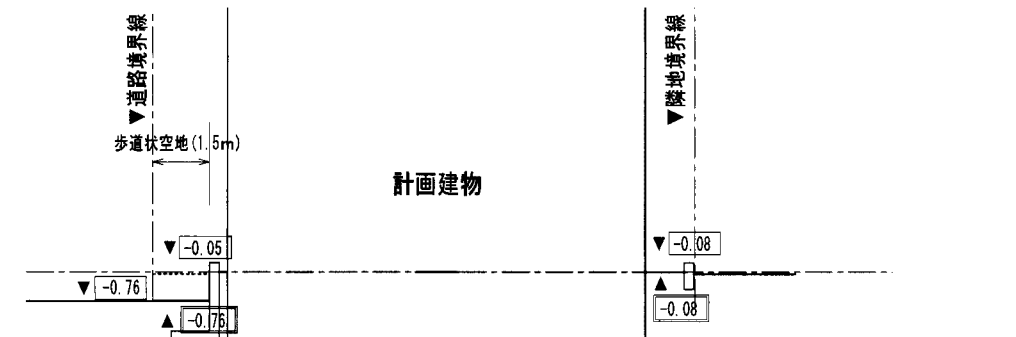 ▼道路境界線
▼隣地境界線
歩道状空地(1.5m)
計画建物
▼ -0.05
▼ -0.08
▼ -0.76
▲ -0.76
▲ -0.08